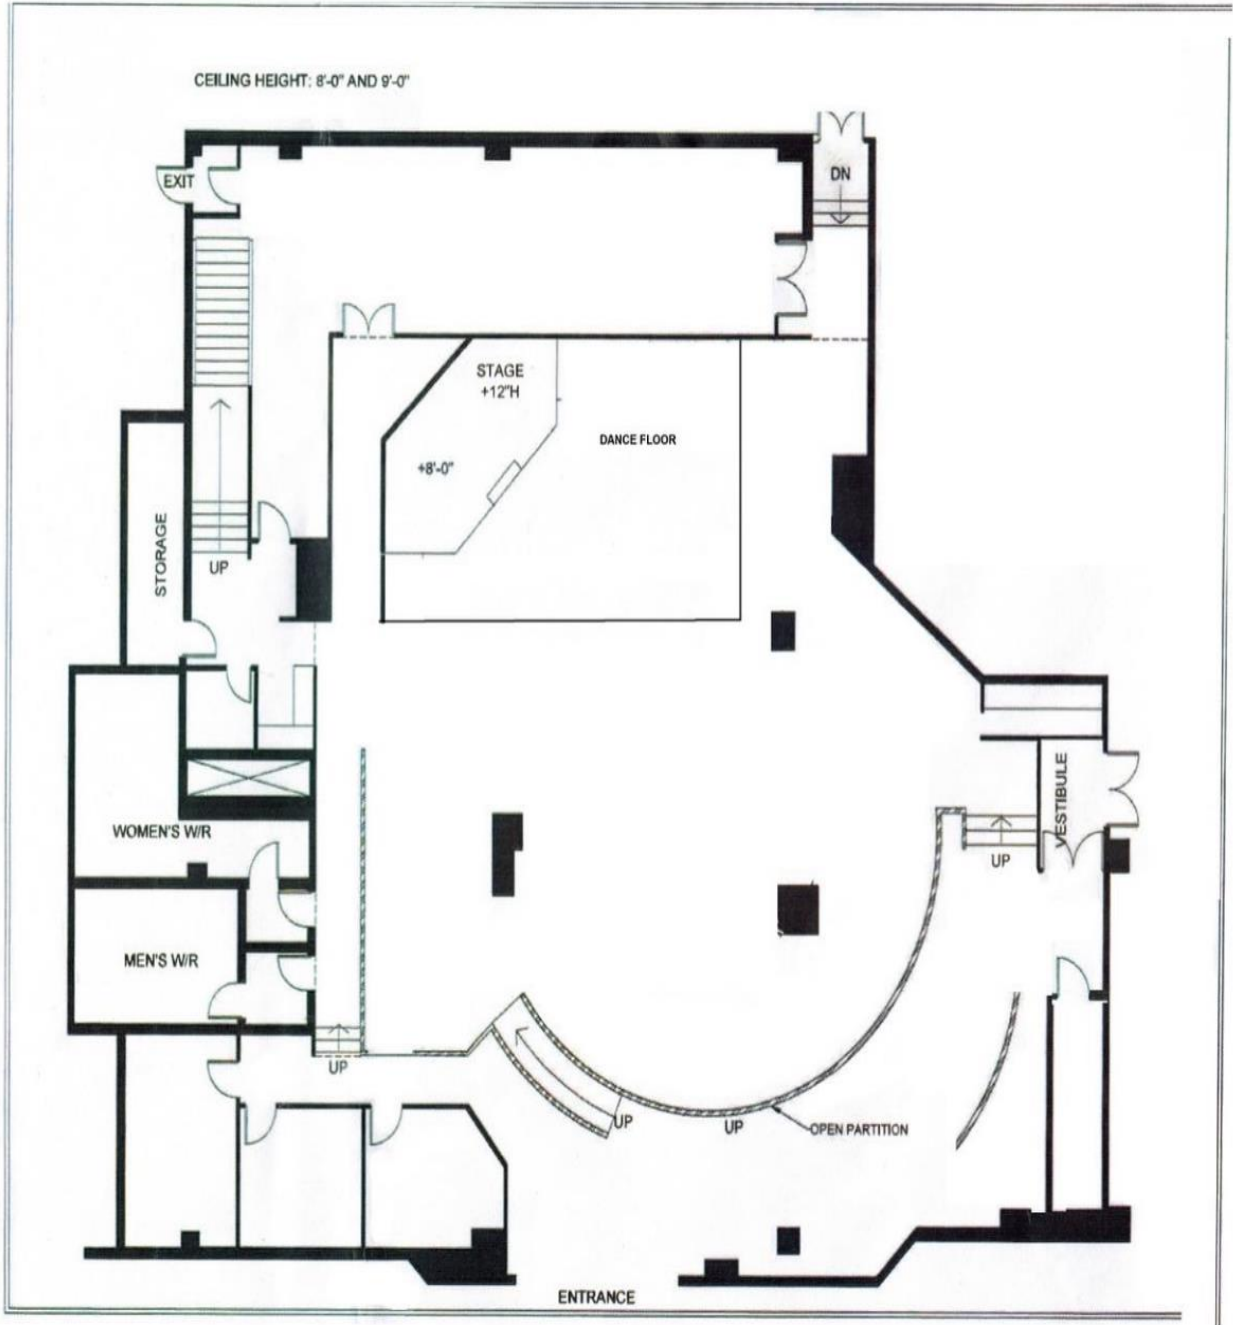 CEILING HEIGHT: 8'-0" AND 9'-0"
EXIT
DN
STAGE
+12"H
DANCE FLOOR
+8'-0"
STORAGE
UP
VESTIBULE
WOMEN'S W/R
UP
MEN'S W/R
UP
UP
UP
OPEN PARTITION
ENTRANCE